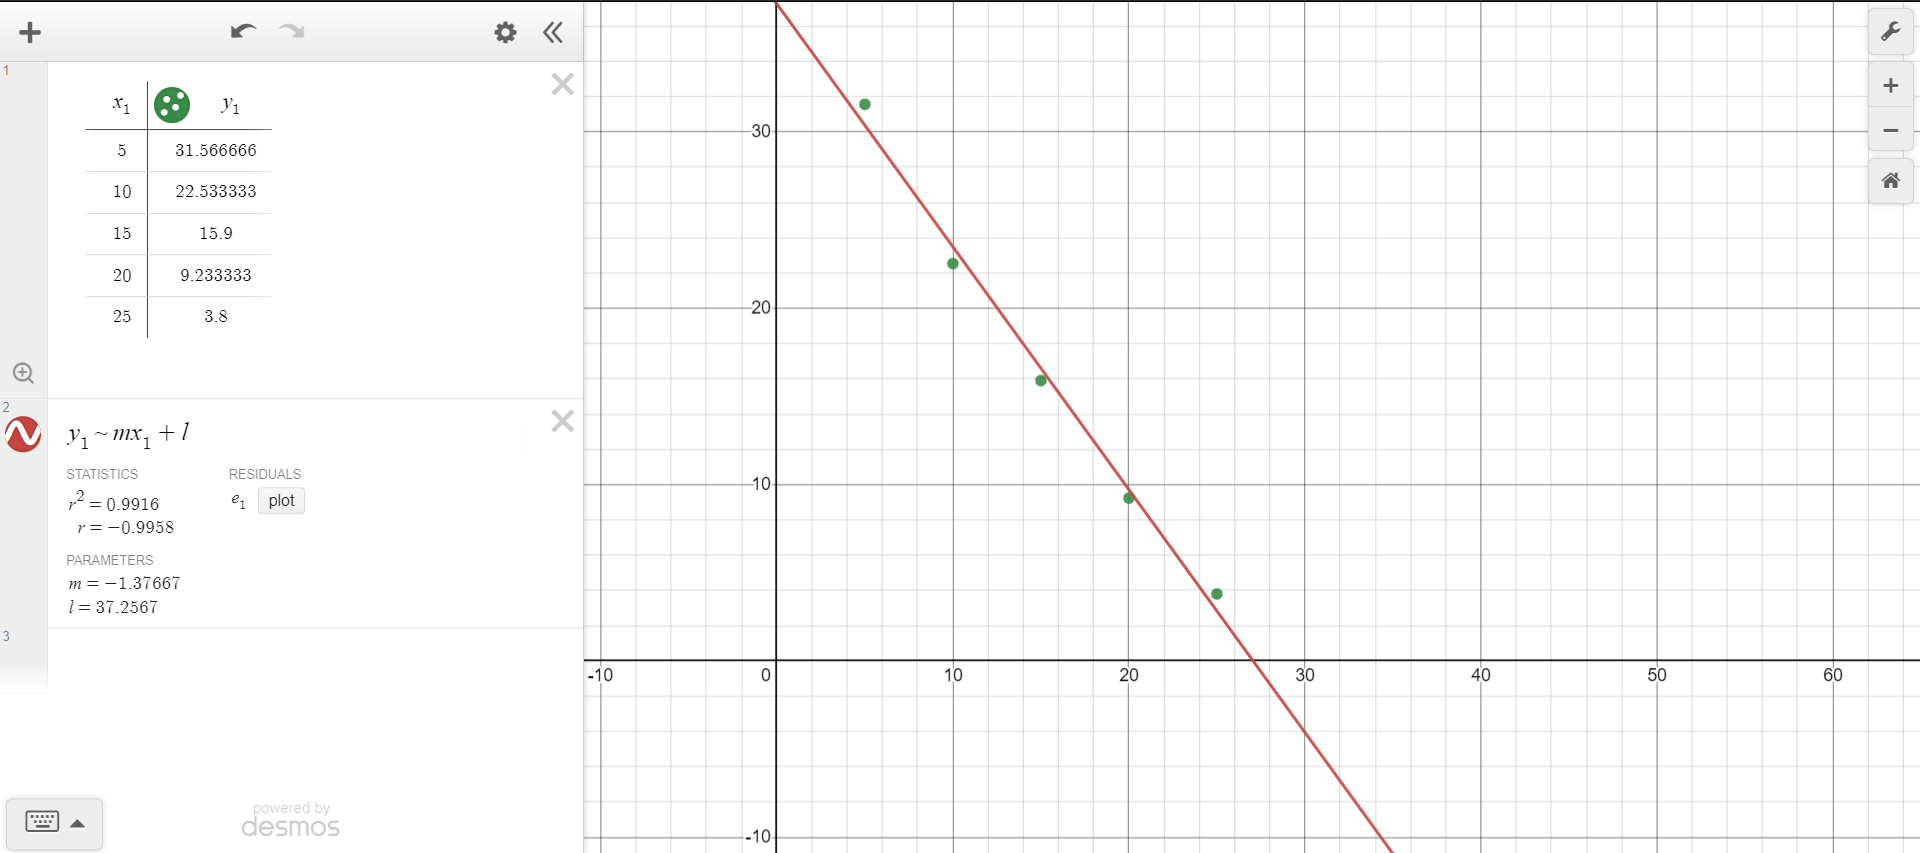 1
x₁ y₁
5 31.566666
10 22.533333
15 15.9
20 9.233333
25 3.8
2
y₁ ~ mx₁ + l
STATISTICS RESIDUALS
r² = 0.9916 e₁ plot
r = −0.9958
PARAMETERS
m = −1.37667
l = 37.2567
3
powered by
desmos
30
20
10
-10 0 10 20 30 40 50 60
-10